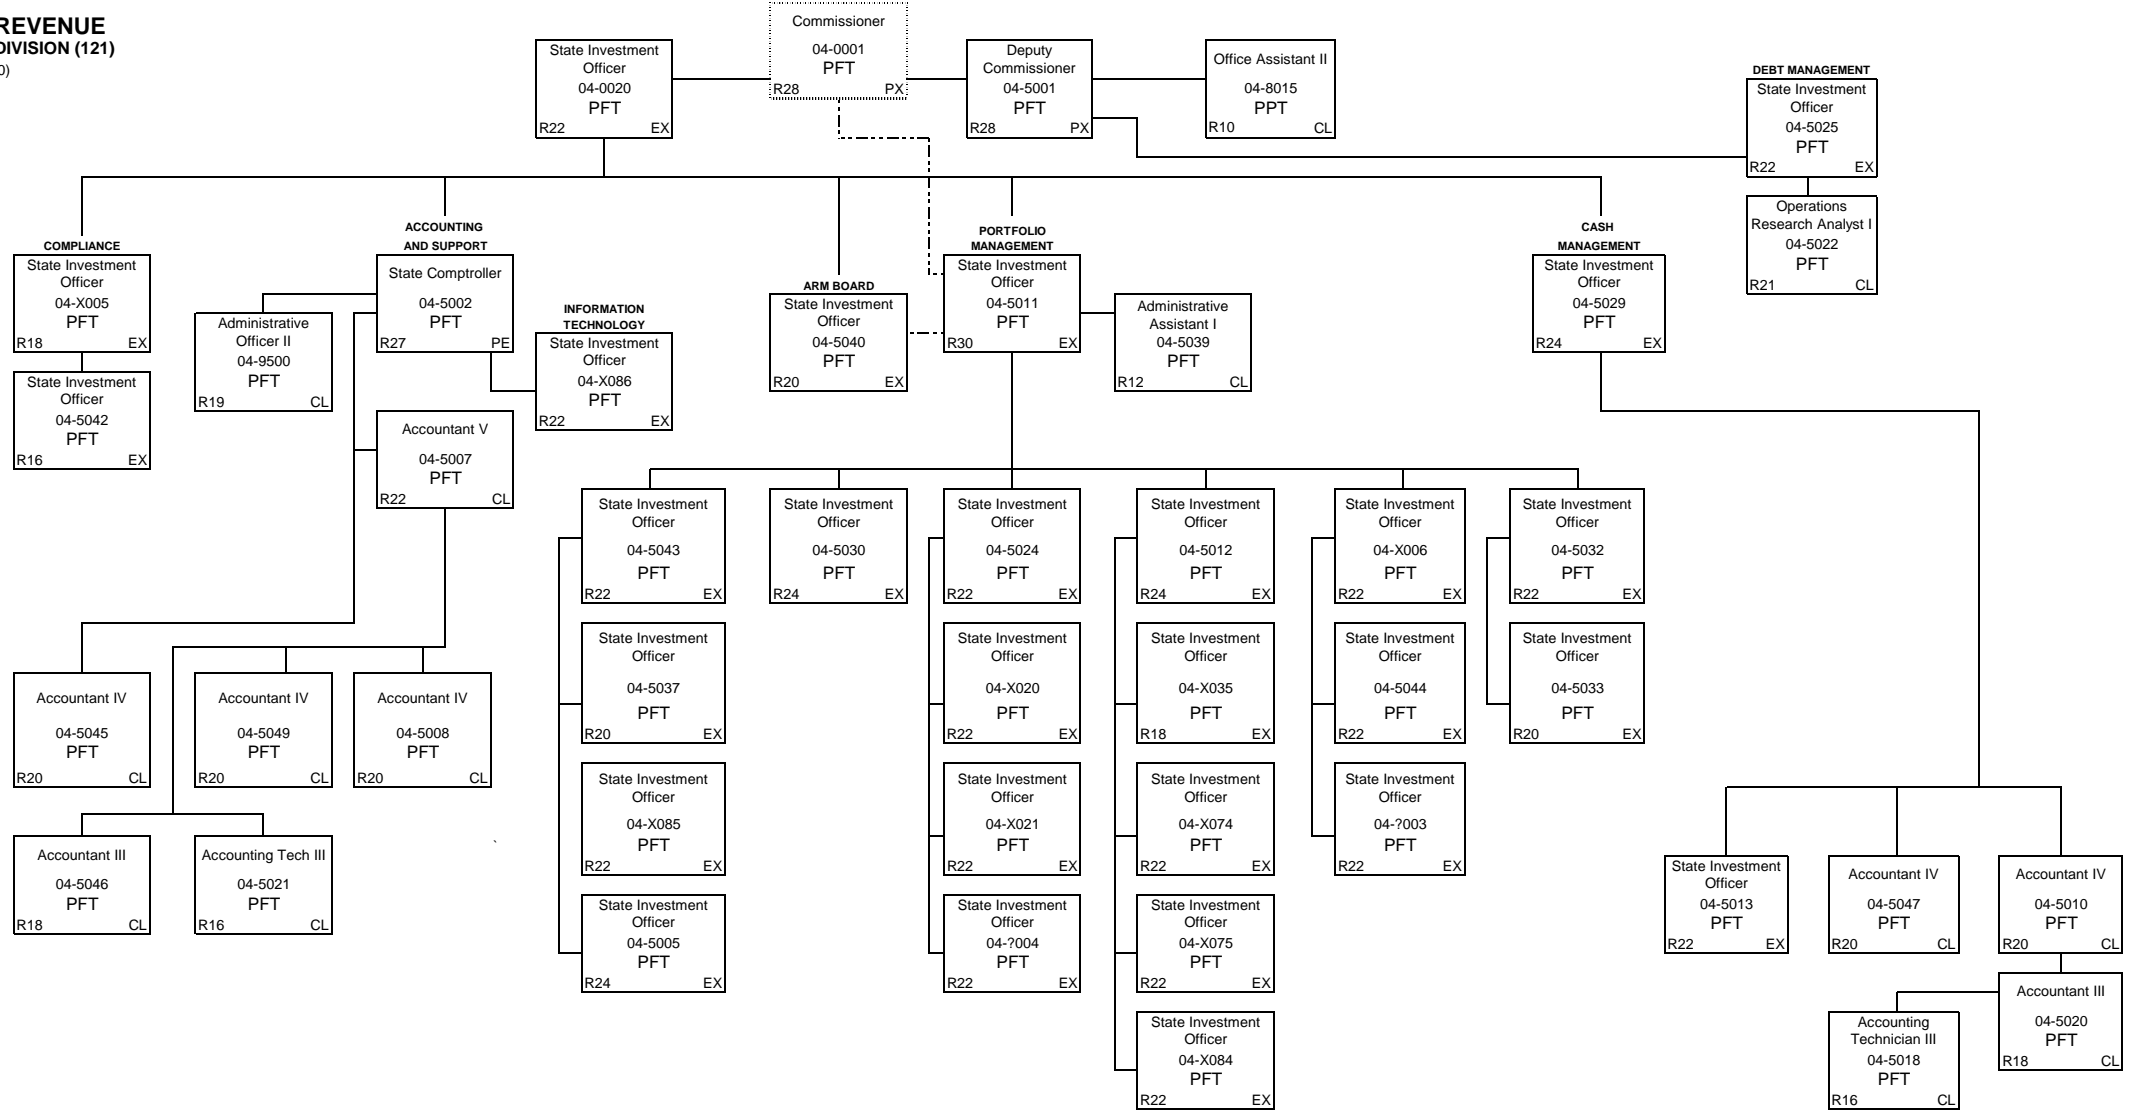 REVENUE
DIVISION (121)
0)
Commissioner
04-0001
PFT
R28 PX
State Investment
Officer
04-0020
PFT
R22 EX
Deputy
Commissioner
04-5001
PFT
R28 PX
Office Assistant II
04-8015
PPT
R10 CL
DEBT MANAGEMENT
State Investment
Officer
04-5025
PFT
R22 EX
Operations
Research Analyst I
04-5022
PFT
R21 CL
COMPLIANCE
State Investment
Officer
04-X005
PFT
R18 EX
State Investment
Officer
04-5042
PFT
R16 EX
ACCOUNTING
AND SUPPORT
State Comptroller
04-5002
PFT
R27 PE
Administrative
Officer II
04-9500
PFT
R19 CL
INFORMATION
TECHNOLOGY
State Investment
Officer
04-X086
PFT
R22 EX
Accountant V
04-5007
PFT
R22 CL
ARM BOARD
State Investment
Officer
04-5040
PFT
R20 EX
PORTFOLIO
MANAGEMENT
State Investment
Officer
04-5011
PFT
R30 EX
Administrative
Assistant I
04-5039
PFT
R12 CL
CASH
MANAGEMENT
State Investment
Officer
04-5029
PFT
R24 EX
State Investment
Officer
04-5043
PFT
R22 EX
State Investment
Officer
04-5037
PFT
R20 EX
State Investment
Officer
04-X085
PFT
R22 EX
State Investment
Officer
04-5005
PFT
R24 EX
State Investment
Officer
04-5030
PFT
R24 EX
State Investment
Officer
04-5024
PFT
R22 EX
State Investment
Officer
04-X020
PFT
R22 EX
State Investment
Officer
04-X021
PFT
R22 EX
State Investment
Officer
04-?004
PFT
R22 EX
State Investment
Officer
04-5012
PFT
R24 EX
State Investment
Officer
04-X035
PFT
R18 EX
State Investment
Officer
04-X074
PFT
R22 EX
State Investment
Officer
04-X075
PFT
R22 EX
State Investment
Officer
04-X084
PFT
R22 EX
State Investment
Officer
04-X006
PFT
R22 EX
State Investment
Officer
04-5044
PFT
R22 EX
State Investment
Officer
04-?003
PFT
R22 EX
State Investment
Officer
04-5032
PFT
R22 EX
State Investment
Officer
04-5033
PFT
R20 EX
Accountant IV
04-5045
PFT
R20 CL
Accountant IV
04-5049
PFT
R20 CL
Accountant IV
04-5008
PFT
R20 CL
Accountant III
04-5046
PFT
R18 CL
Accounting Tech III
04-5021
PFT
R16 CL
`
State Investment
Officer
04-5013
PFT
R22 EX
Accountant IV
04-5047
PFT
R20 CL
Accountant IV
04-5010
PFT
R20 CL
Accountant III
04-5020
PFT
R18 CL
Accounting
Technician III
04-5018
PFT
R16 CL